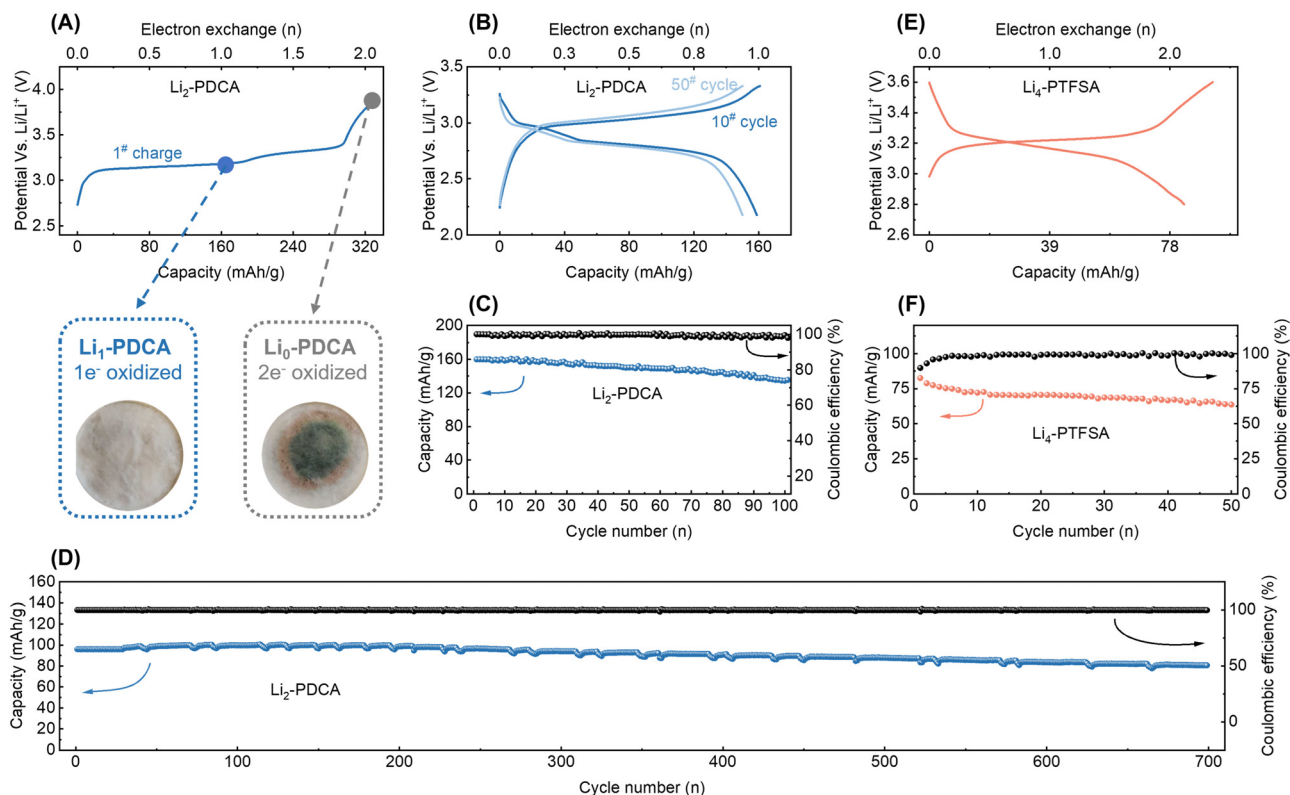 (A)
Electron exchange (n)
0.0 0.5 1.0 1.5 2.0
Li₂-PDCA
1# charge
Potential Vs. Li/Li⁺ (V)
4.0
3.5
3.0
2.5
0 80 160 240 320
Capacity (mAh/g)
Li₁-PDCA
1e⁻ oxidized
Li₀-PDCA
2e⁻ oxidized
(B)
Electron exchange (n)
0.0 0.3 0.5 0.8 1.0
Li₂-PDCA
50# cycle
10# cycle
Potential Vs. Li/Li⁺ (V)
3.5
3.0
2.5
2.0
0 40 80 120 160
Capacity (mAh/g)
(E)
Electron exchange (n)
0.0 1.0 2.0
Li₄-PTFSA
Potential Vs. Li/Li⁺ (V)
3.6
3.4
3.2
3.0
2.8
2.6
0 39 78
Capacity (mAh/g)
(C)
Capacity (mAh/g)
200
160
120
80
40
0
Li₂-PDCA
100
80
60
40
20
Coulombic efficiency (%)
0 10 20 30 40 50 60 70 80 90 100
Cycle number (n)
(F)
Capacity (mAh/g)
100
75
50
25
0
Li₄-PTFSA
100
75
50
25
0
Coulombic efficiency (%)
0 10 20 30 40 50
Cycle number (n)
(D)
Capacity (mAh/g)
160
140
120
100
80
60
40
20
0
Li₂-PDCA
100
50
0
Coulombic efficiency (%)
0 100 200 300 400 500 600 700
Cycle number (n)